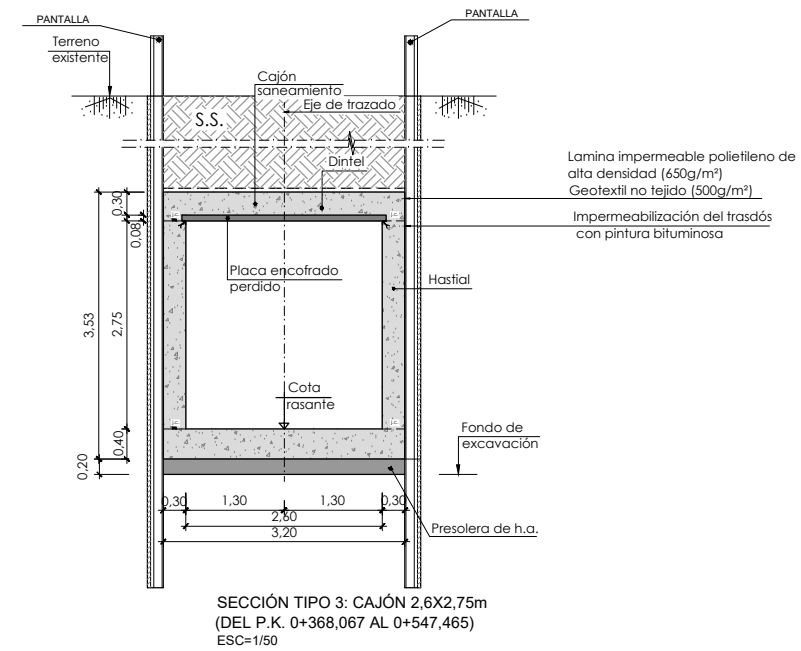 PANTALLA
PANTALLA
Terreno
existente
Cajón
saneamiento
Eje de trazado
S.S.
Dintel
Lamina impermeable polietileno de
alta densidad (650g/m²)
Geotextil no tejido (500g/m²)
Impermeabilización del trasdós
con pintura bituminosa
0,30
0,08
Placa encofrado
perdido
Hastial
3,53
2,75
Cota
rasante
Fondo de
excavación
0,40
0,20
0,30
1,30
1,30
0,30
2,60
3,20
Presolera de h.a.
SECCIÓN TIPO 3: CAJÓN 2,6X2,75m
(DEL P.K. 0+368,067 AL 0+547,465)
ESC=1/50